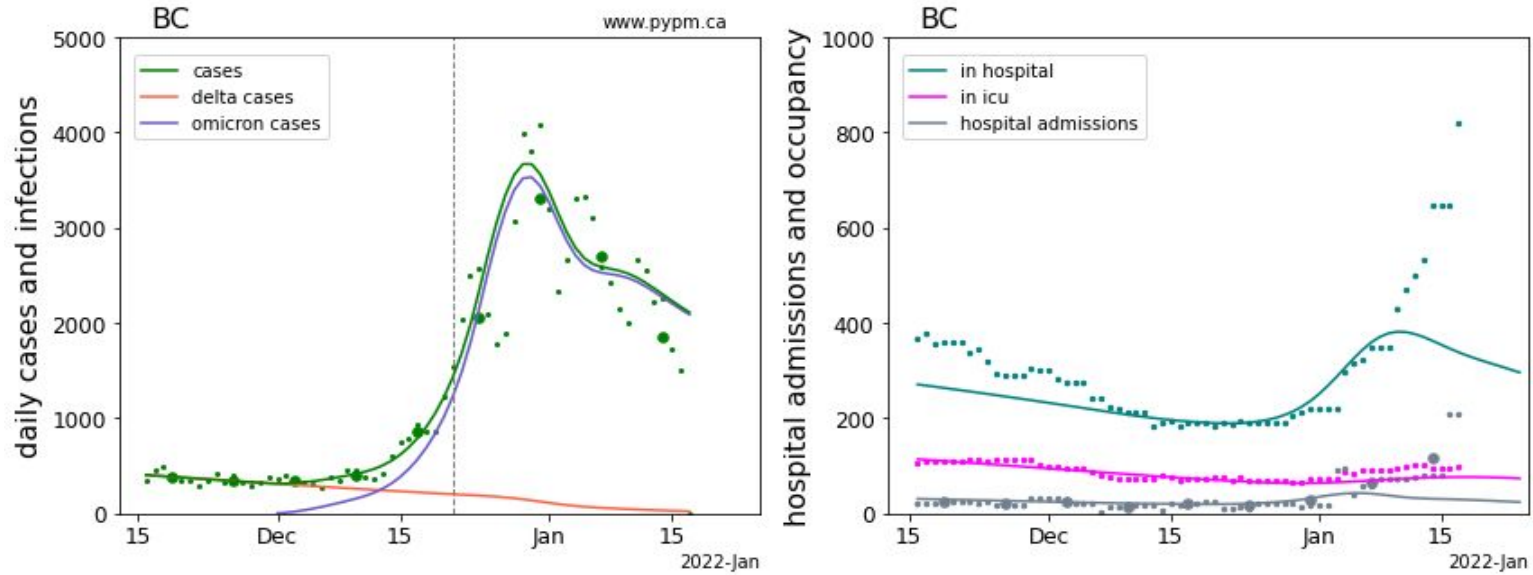 BC
www.pypm.ca
daily cases and infections
5000
4000
3000
2000
1000
0
cases
delta cases
omicron cases
15
Dec
15
Jan
15
2022-Jan
BC
hospital admissions and occupancy
1000
800
600
400
200
0
in hospital
in icu
hospital admissions
15
Dec
15
Jan
15
2022-Jan